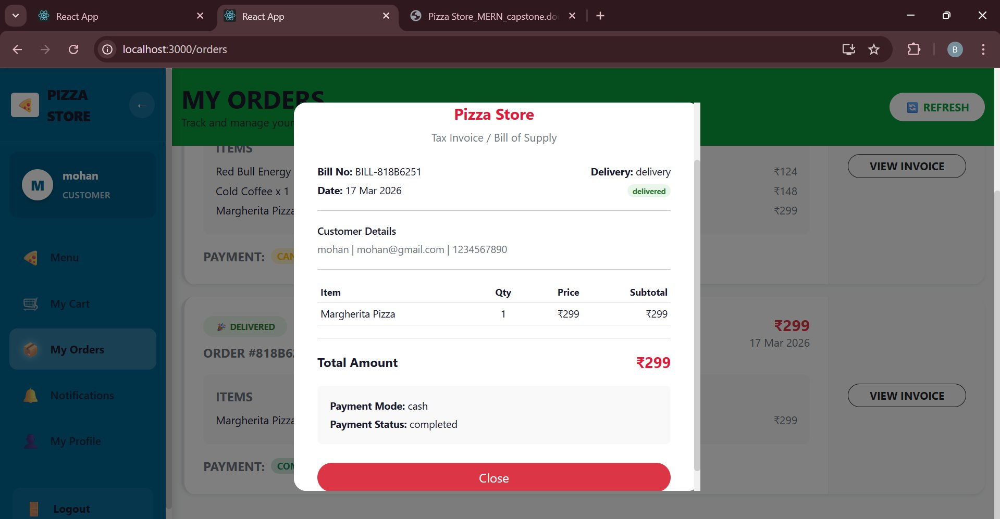 React App
React App
Pizza Store_MERN_capstone.do
localhost:3000/orders
B
PIZZA
STORE
←
M
mohan
CUSTOMER
Menu
My Cart
My Orders
Notifications
My Profile
Logout
MY ORDERS
Track and manage your
REFRESH
ITEMS
Red Bull Energy
₹124
Cold Coffee x 1
₹148
Margherita Pizza
₹299
PAYMENT: CAN
VIEW INVOICE
DELIVERED
ORDER #818B62
₹299
17 Mar 2026
ITEMS
Margherita Pizza
₹299
PAYMENT: COM
VIEW INVOICE
Pizza Store
Tax Invoice / Bill of Supply
Bill No: BILL-818B6251
Delivery: delivery
Date: 17 Mar 2026
delivered
Customer Details
mohan | mohan@gmail.com | 1234567890
Item Qty Price Subtotal
Margherita Pizza 1 ₹299 ₹299
Total Amount ₹299
Payment Mode: cash
Payment Status: completed
Close